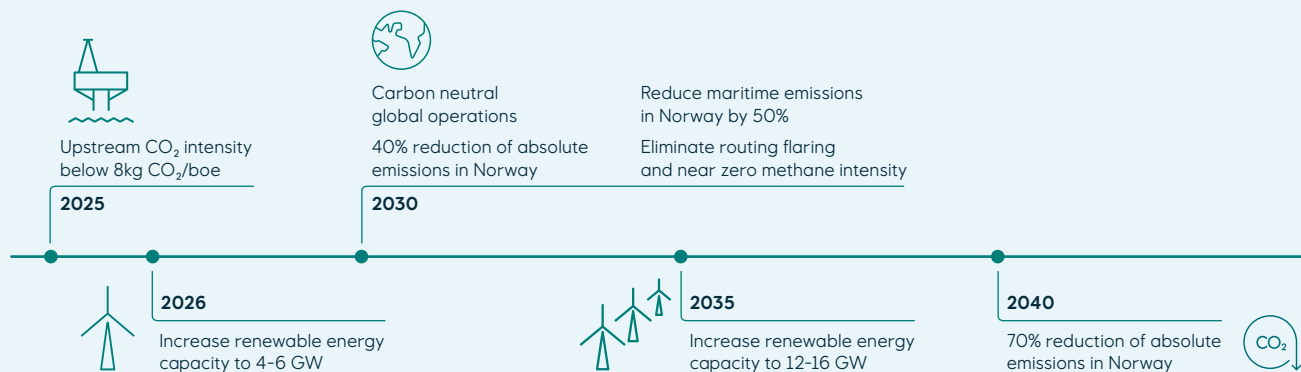 Carbon neutral
global operations
Reduce maritime emissions
in Norway by 50%
Upstream CO₂ intensity
below 8kg CO₂/boe
40% reduction of absolute
emissions in Norway
Eliminate routing flaring
and near zero methane intensity
2025
2030
2026
Increase renewable energy
capacity to 4-6 GW
2035
Increase renewable energy
capacity to 12-16 GW
2040
70% reduction of absolute
emissions in Norway
CO₂